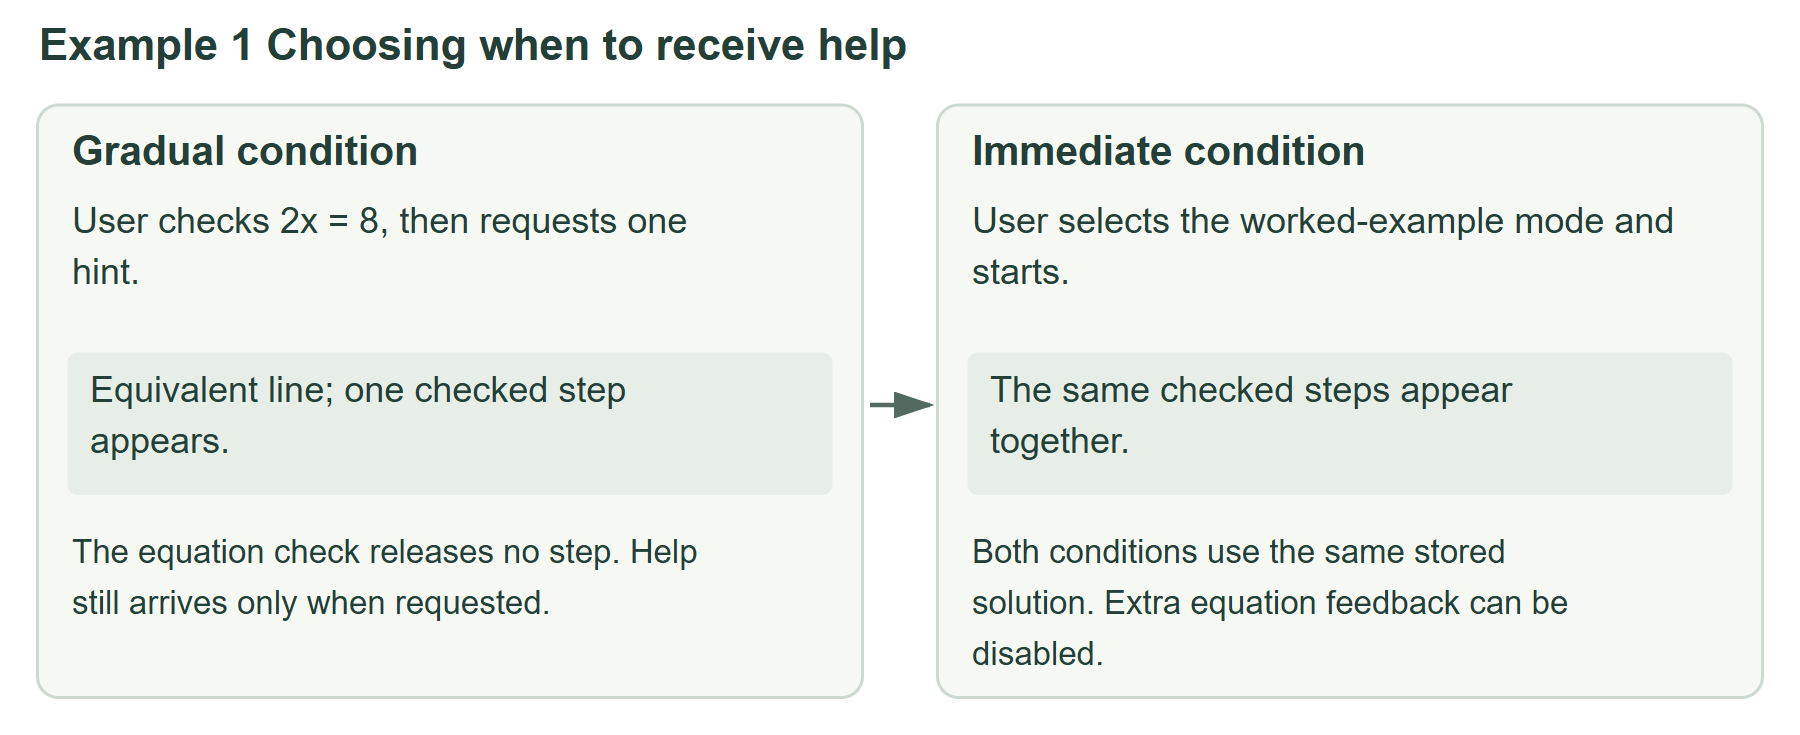 Example 1 Choosing when to receive help
Gradual condition
User checks 2x = 8, then requests one
hint.
Equivalent line; one checked step
appears.
The equation check releases no step. Help
still arrives only when requested.
Immediate condition
User selects the worked-example mode and
starts.
The same checked steps appear
together.
Both conditions use the same stored
solution. Extra equation feedback can be
disabled.